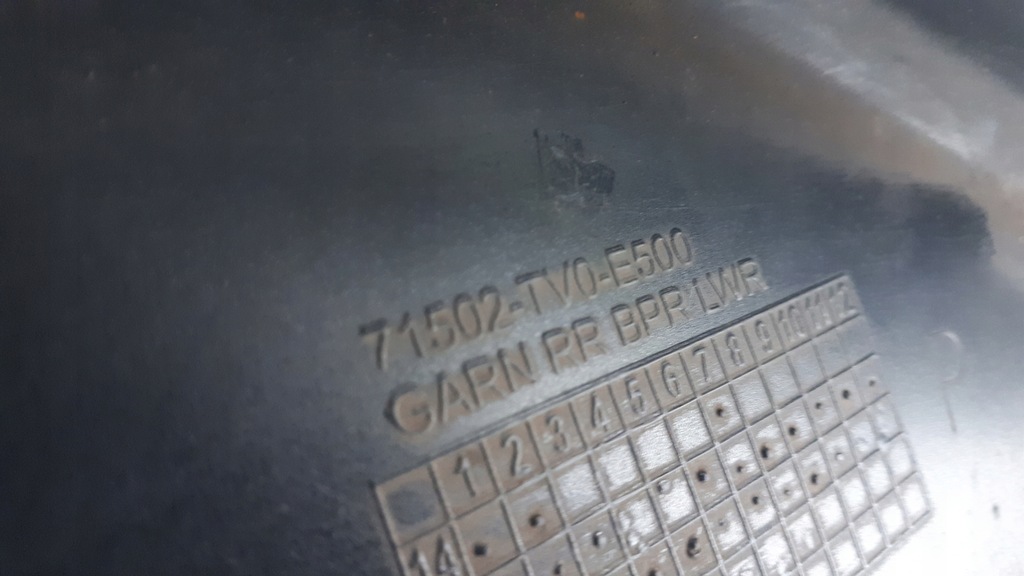 71502-TV0-E500
GARN RR BPR LWR
1 2 3 4 5 6 7 8 9 10 11 12
14